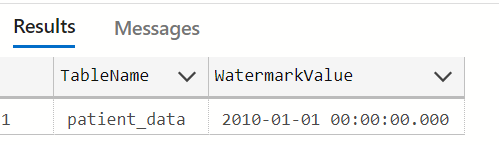 Results Messages
TableName WatermarkValue
1 patient_data 2010-01-01 00:00:00.000